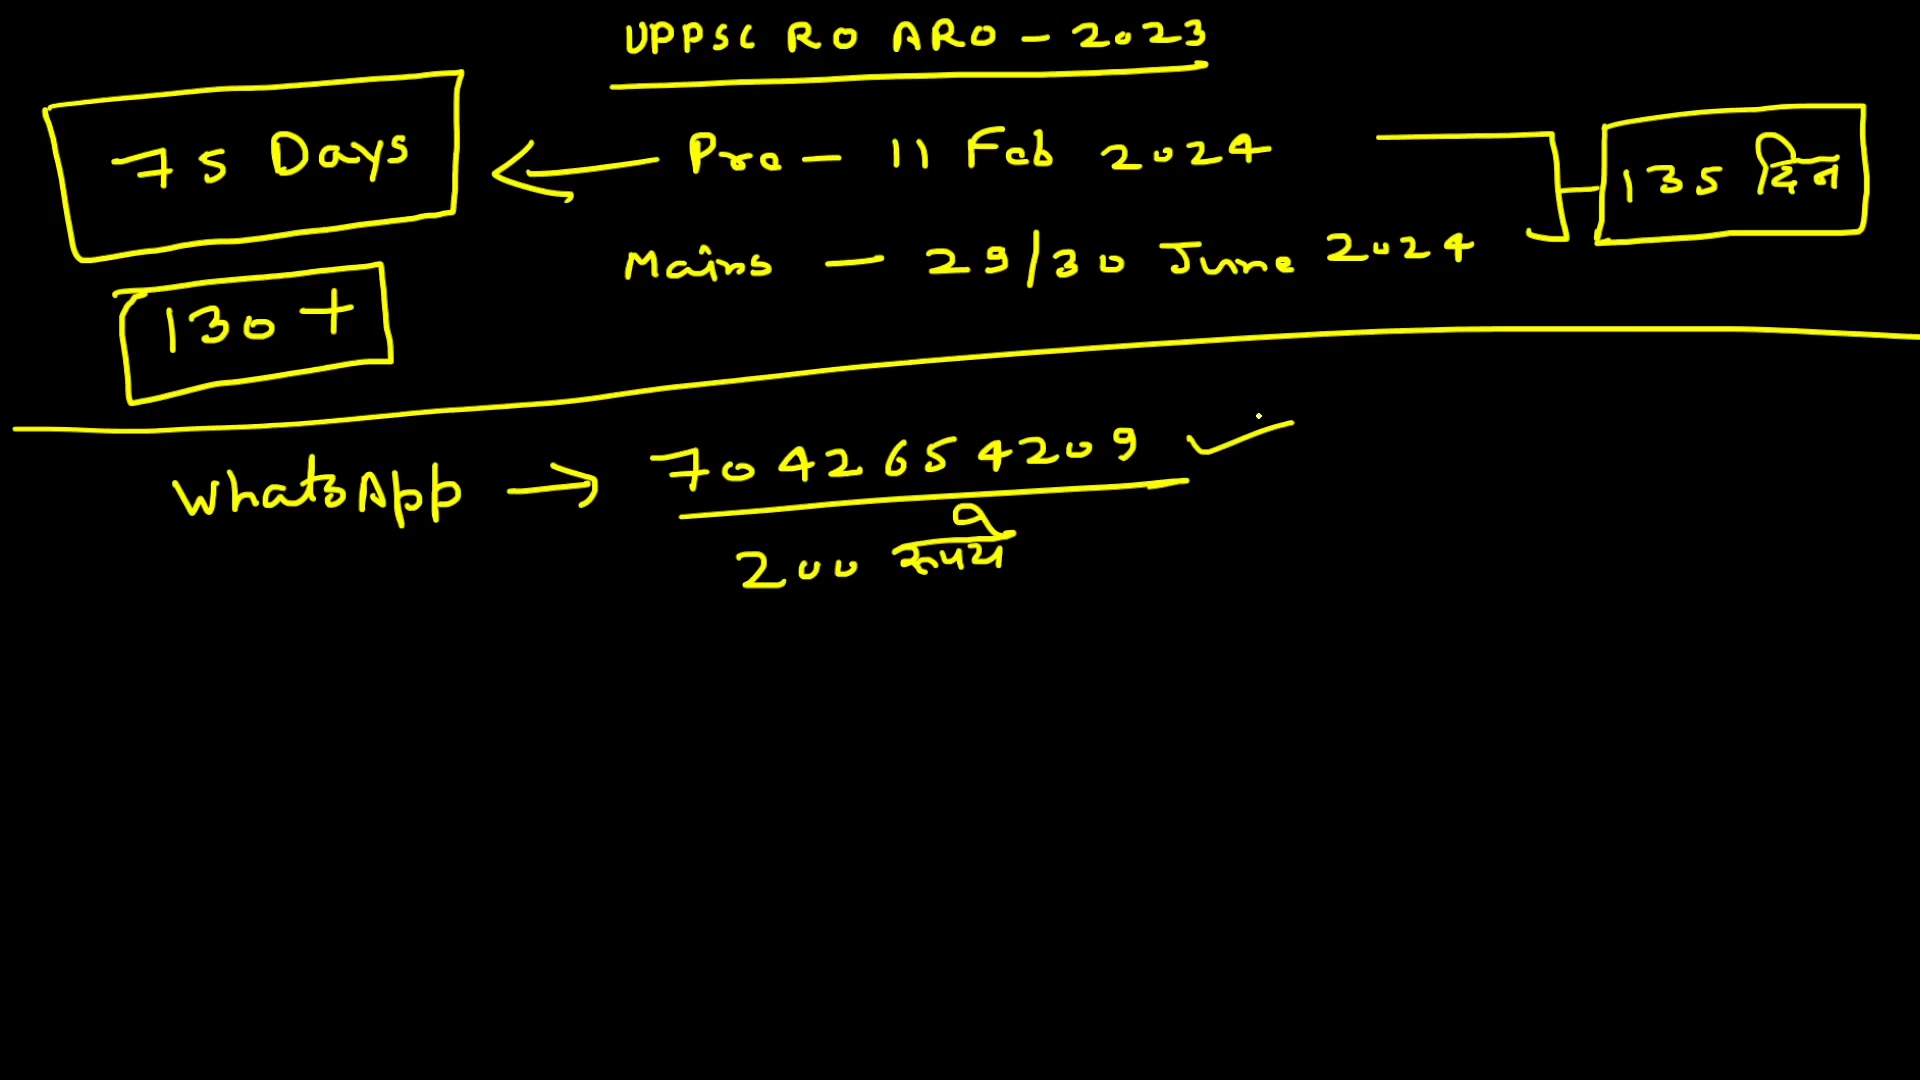 UPPSC RO ARO - 2023
75 Days ← Pre - 11 Feb 2024
135 दिन
Mains - 29/30 June 2024
130 +
WhatsApp → 7042654209 ✓
200 रूपये